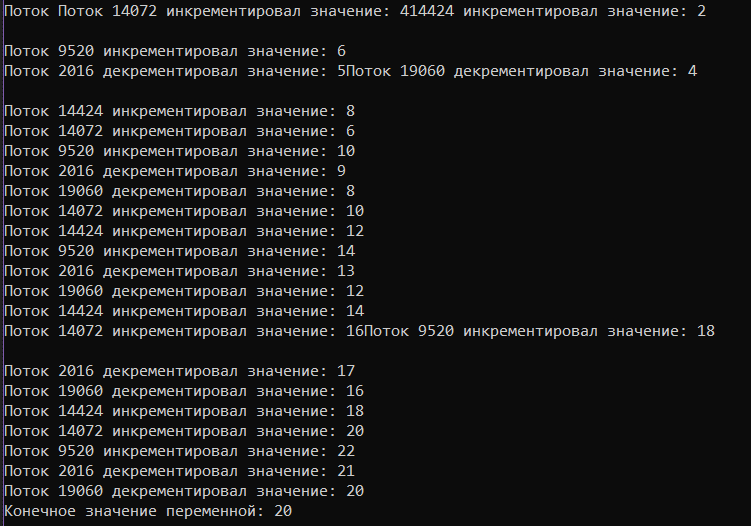 Поток Поток 14072 инкрементировал значение: 414424 инкрементировал значение: 2
Поток 9520 инкрементировал значение: 6
Поток 2016 декрементировал значение: 5Поток 19060 декрементировал значение: 4
Поток 14424 инкрементировал значение: 8
Поток 14072 инкрементировал значение: 6
Поток 9520 инкрементировал значение: 10
Поток 2016 декрементировал значение: 9
Поток 19060 декрементировал значение: 8
Поток 14072 инкрементировал значение: 10
Поток 14424 инкрементировал значение: 12
Поток 9520 инкрементировал значение: 14
Поток 2016 декрементировал значение: 13
Поток 19060 декрементировал значение: 12
Поток 14424 инкрементировал значение: 14
Поток 14072 инкрементировал значение: 16Поток 9520 инкрементировал значение: 18
Поток 2016 декрементировал значение: 17
Поток 19060 декрементировал значение: 16
Поток 14424 инкрементировал значение: 18
Поток 14072 инкрементировал значение: 20
Поток 9520 инкрементировал значение: 22
Поток 2016 декрементировал значение: 21
Поток 19060 декрементировал значение: 20
Конечное значение переменной: 20